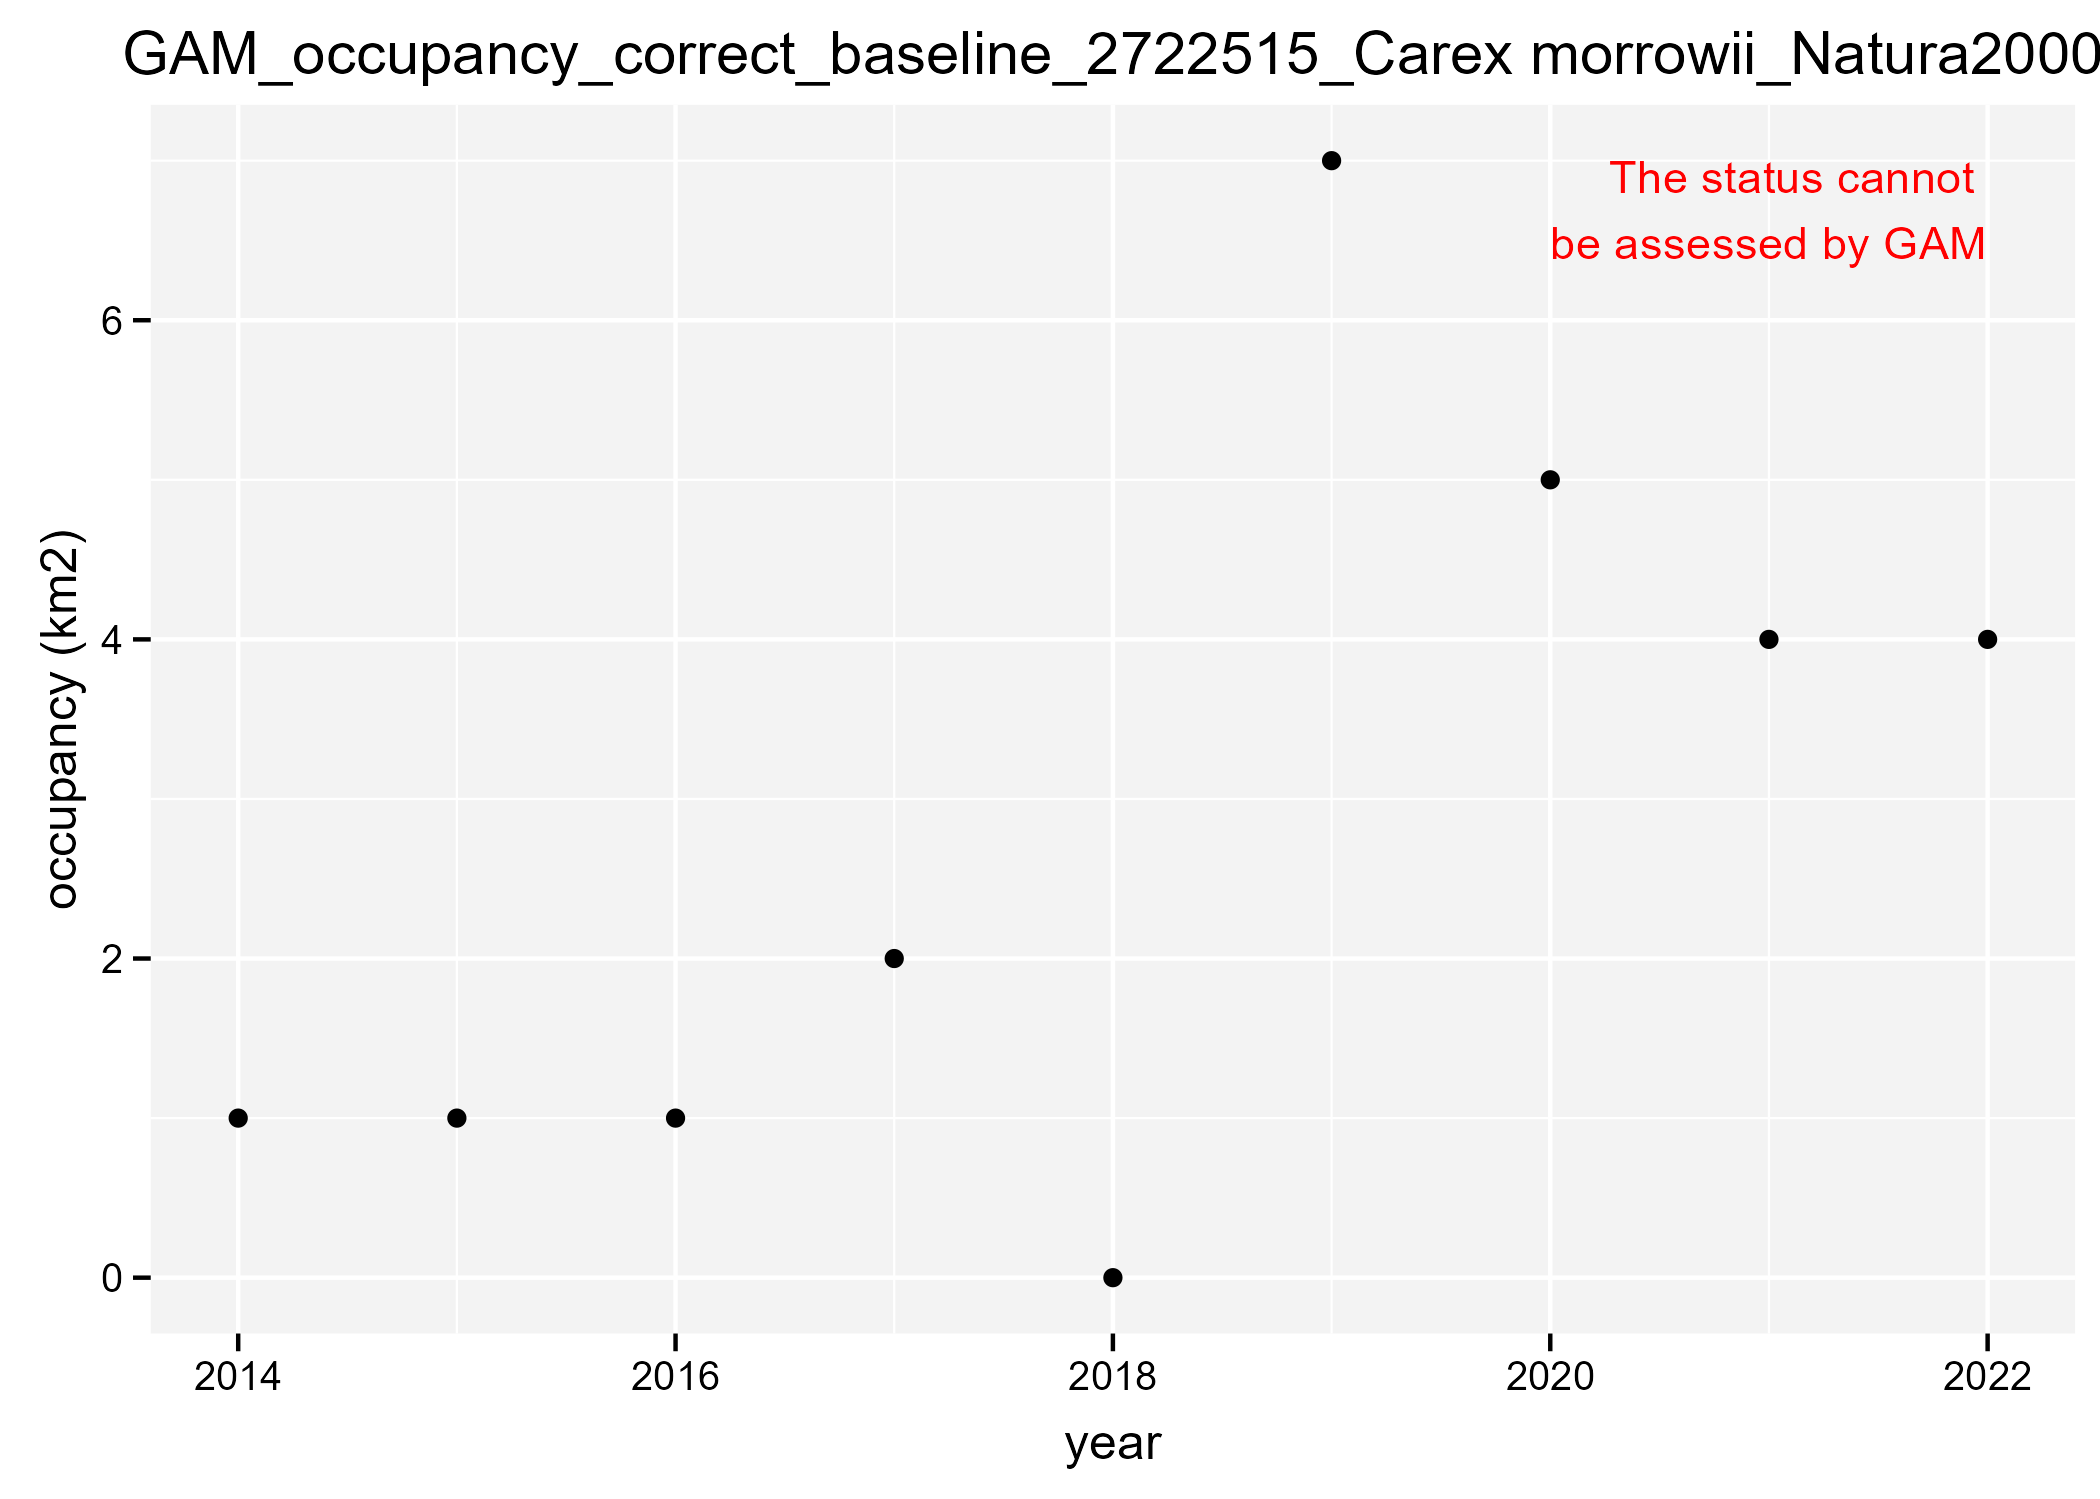 GAM_occupancy_correct_baseline_2722515_Carex morrowii_Natura2000
The status cannot
be assessed by GAM
occupancy (km2)
6
4
2
0
2014 2016 2018 2020 2022
year